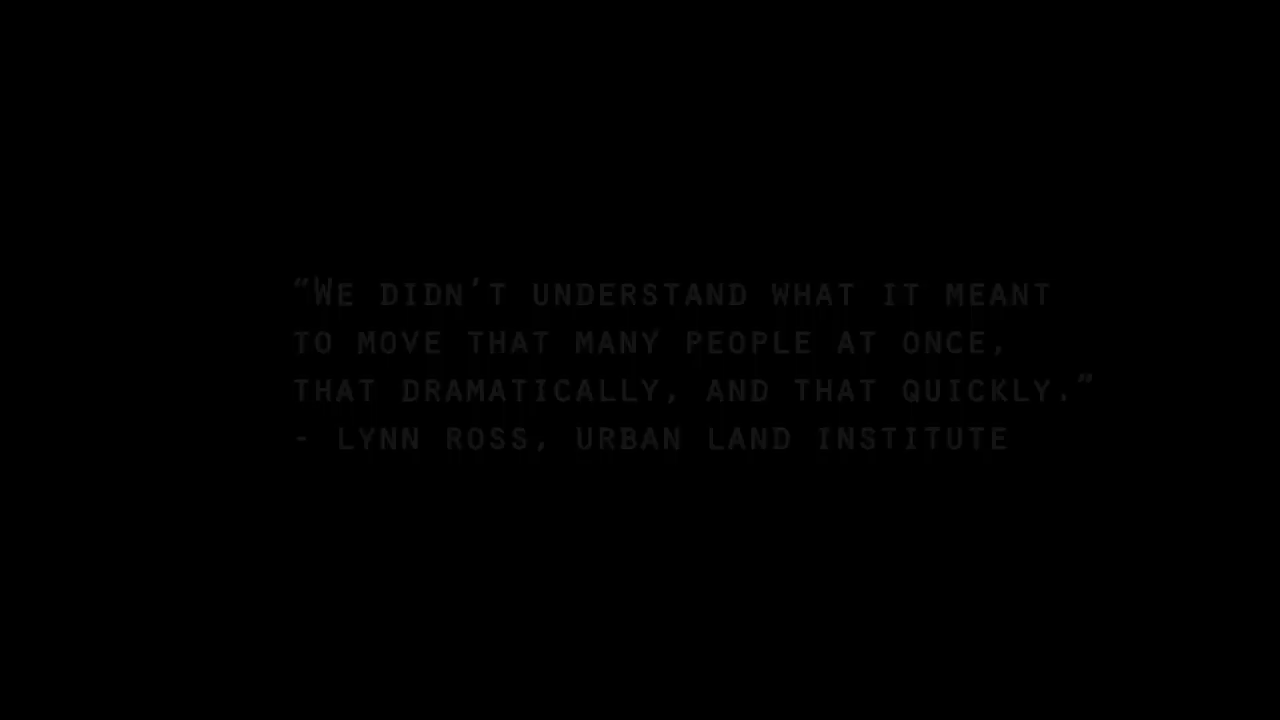 "WE DIDN'T UNDERSTAND WHAT IT MEANT
TO MOVE THAT MANY PEOPLE AT ONCE,
THAT DRAMATICALLY, AND THAT QUICKLY."
- LYNN ROSS, URBAN LAND INSTITUTE